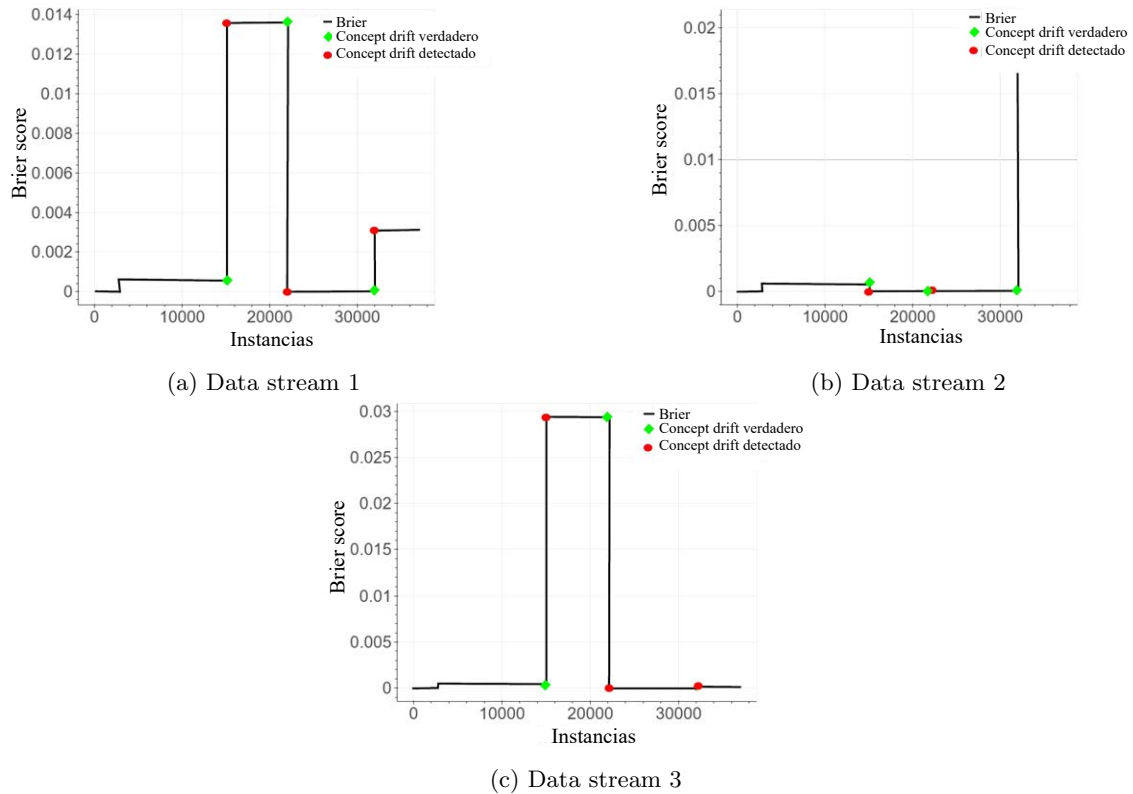 0.014
0.012
0.01
0.008
0.006
0.004
0.002
0
Brier score
Brier
Concept drift verdadero
Concept drift detectado
0 10000 20000 30000
Instancias
(a) Data stream 1
0.02
0.015
0.01
0.005
0
Brier score
Brier
Concept drift verdadero
Concept drift detectado
0 10000 20000 30000
Instancias
(b) Data stream 2
0.03
0.025
0.02
0.015
0.01
0.005
0
Brier score
Brier
Concept drift verdadero
Concept drift detectado
0 10000 20000 30000
Instancias
(c) Data stream 3